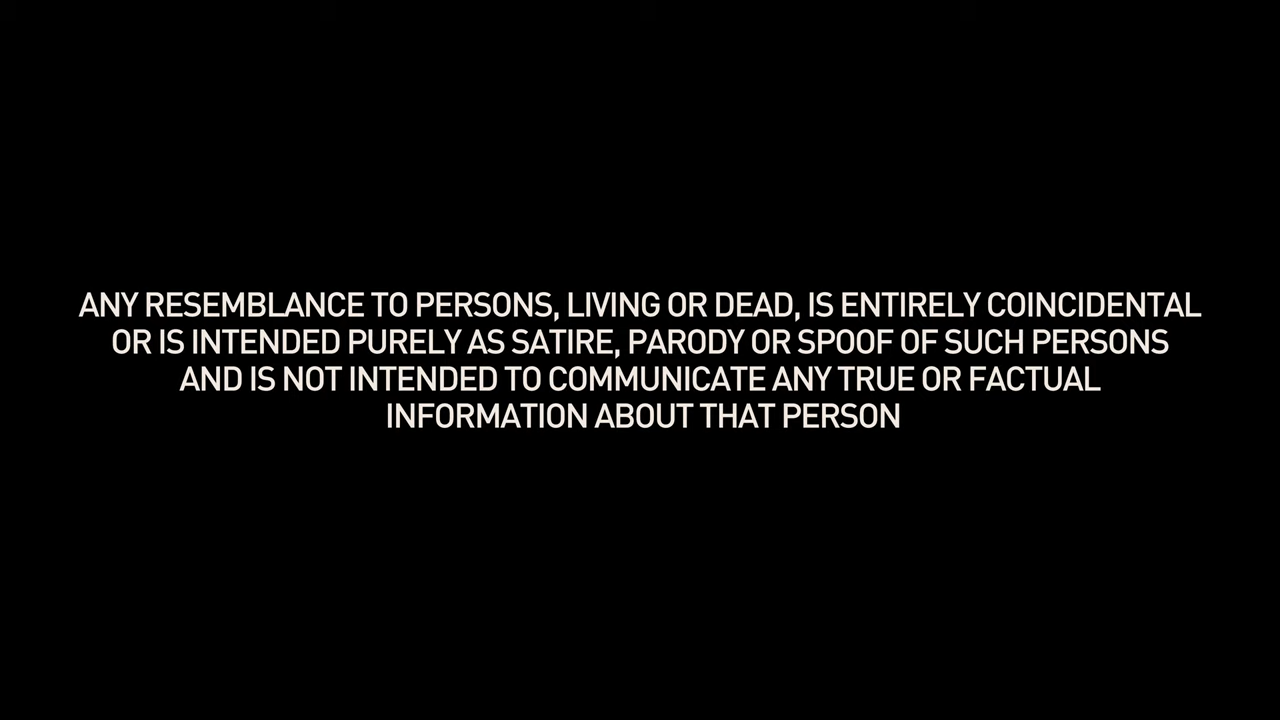 ANY RESEMBLANCE TO PERSONS, LIVING OR DEAD, IS ENTIRELY COINCIDENTAL
OR IS INTENDED PURELY AS SATIRE, PARODY OR SPOOF OF SUCH PERSONS
AND IS NOT INTENDED TO COMMUNICATE ANY TRUE OR FACTUAL
INFORMATION ABOUT THAT PERSON